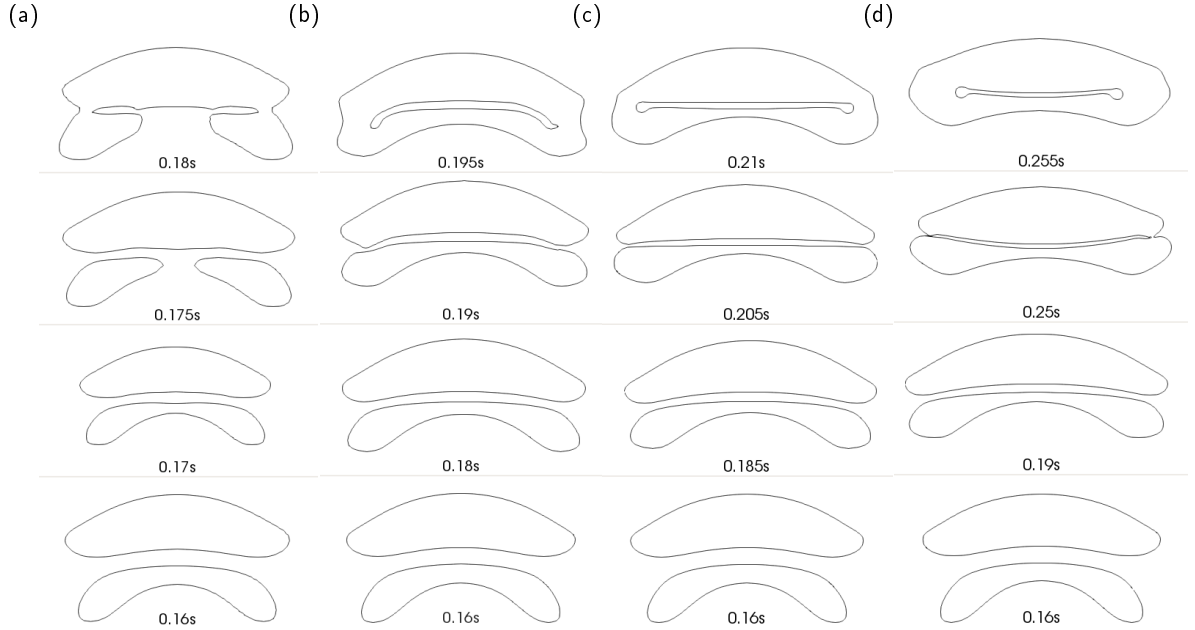 (a) (b) (c) (d)
0.18s 0.195s 0.21s 0.255s
0.175s 0.19s 0.205s 0.25s
0.17s 0.18s 0.185s 0.19s
0.16s 0.16s 0.16s 0.16s